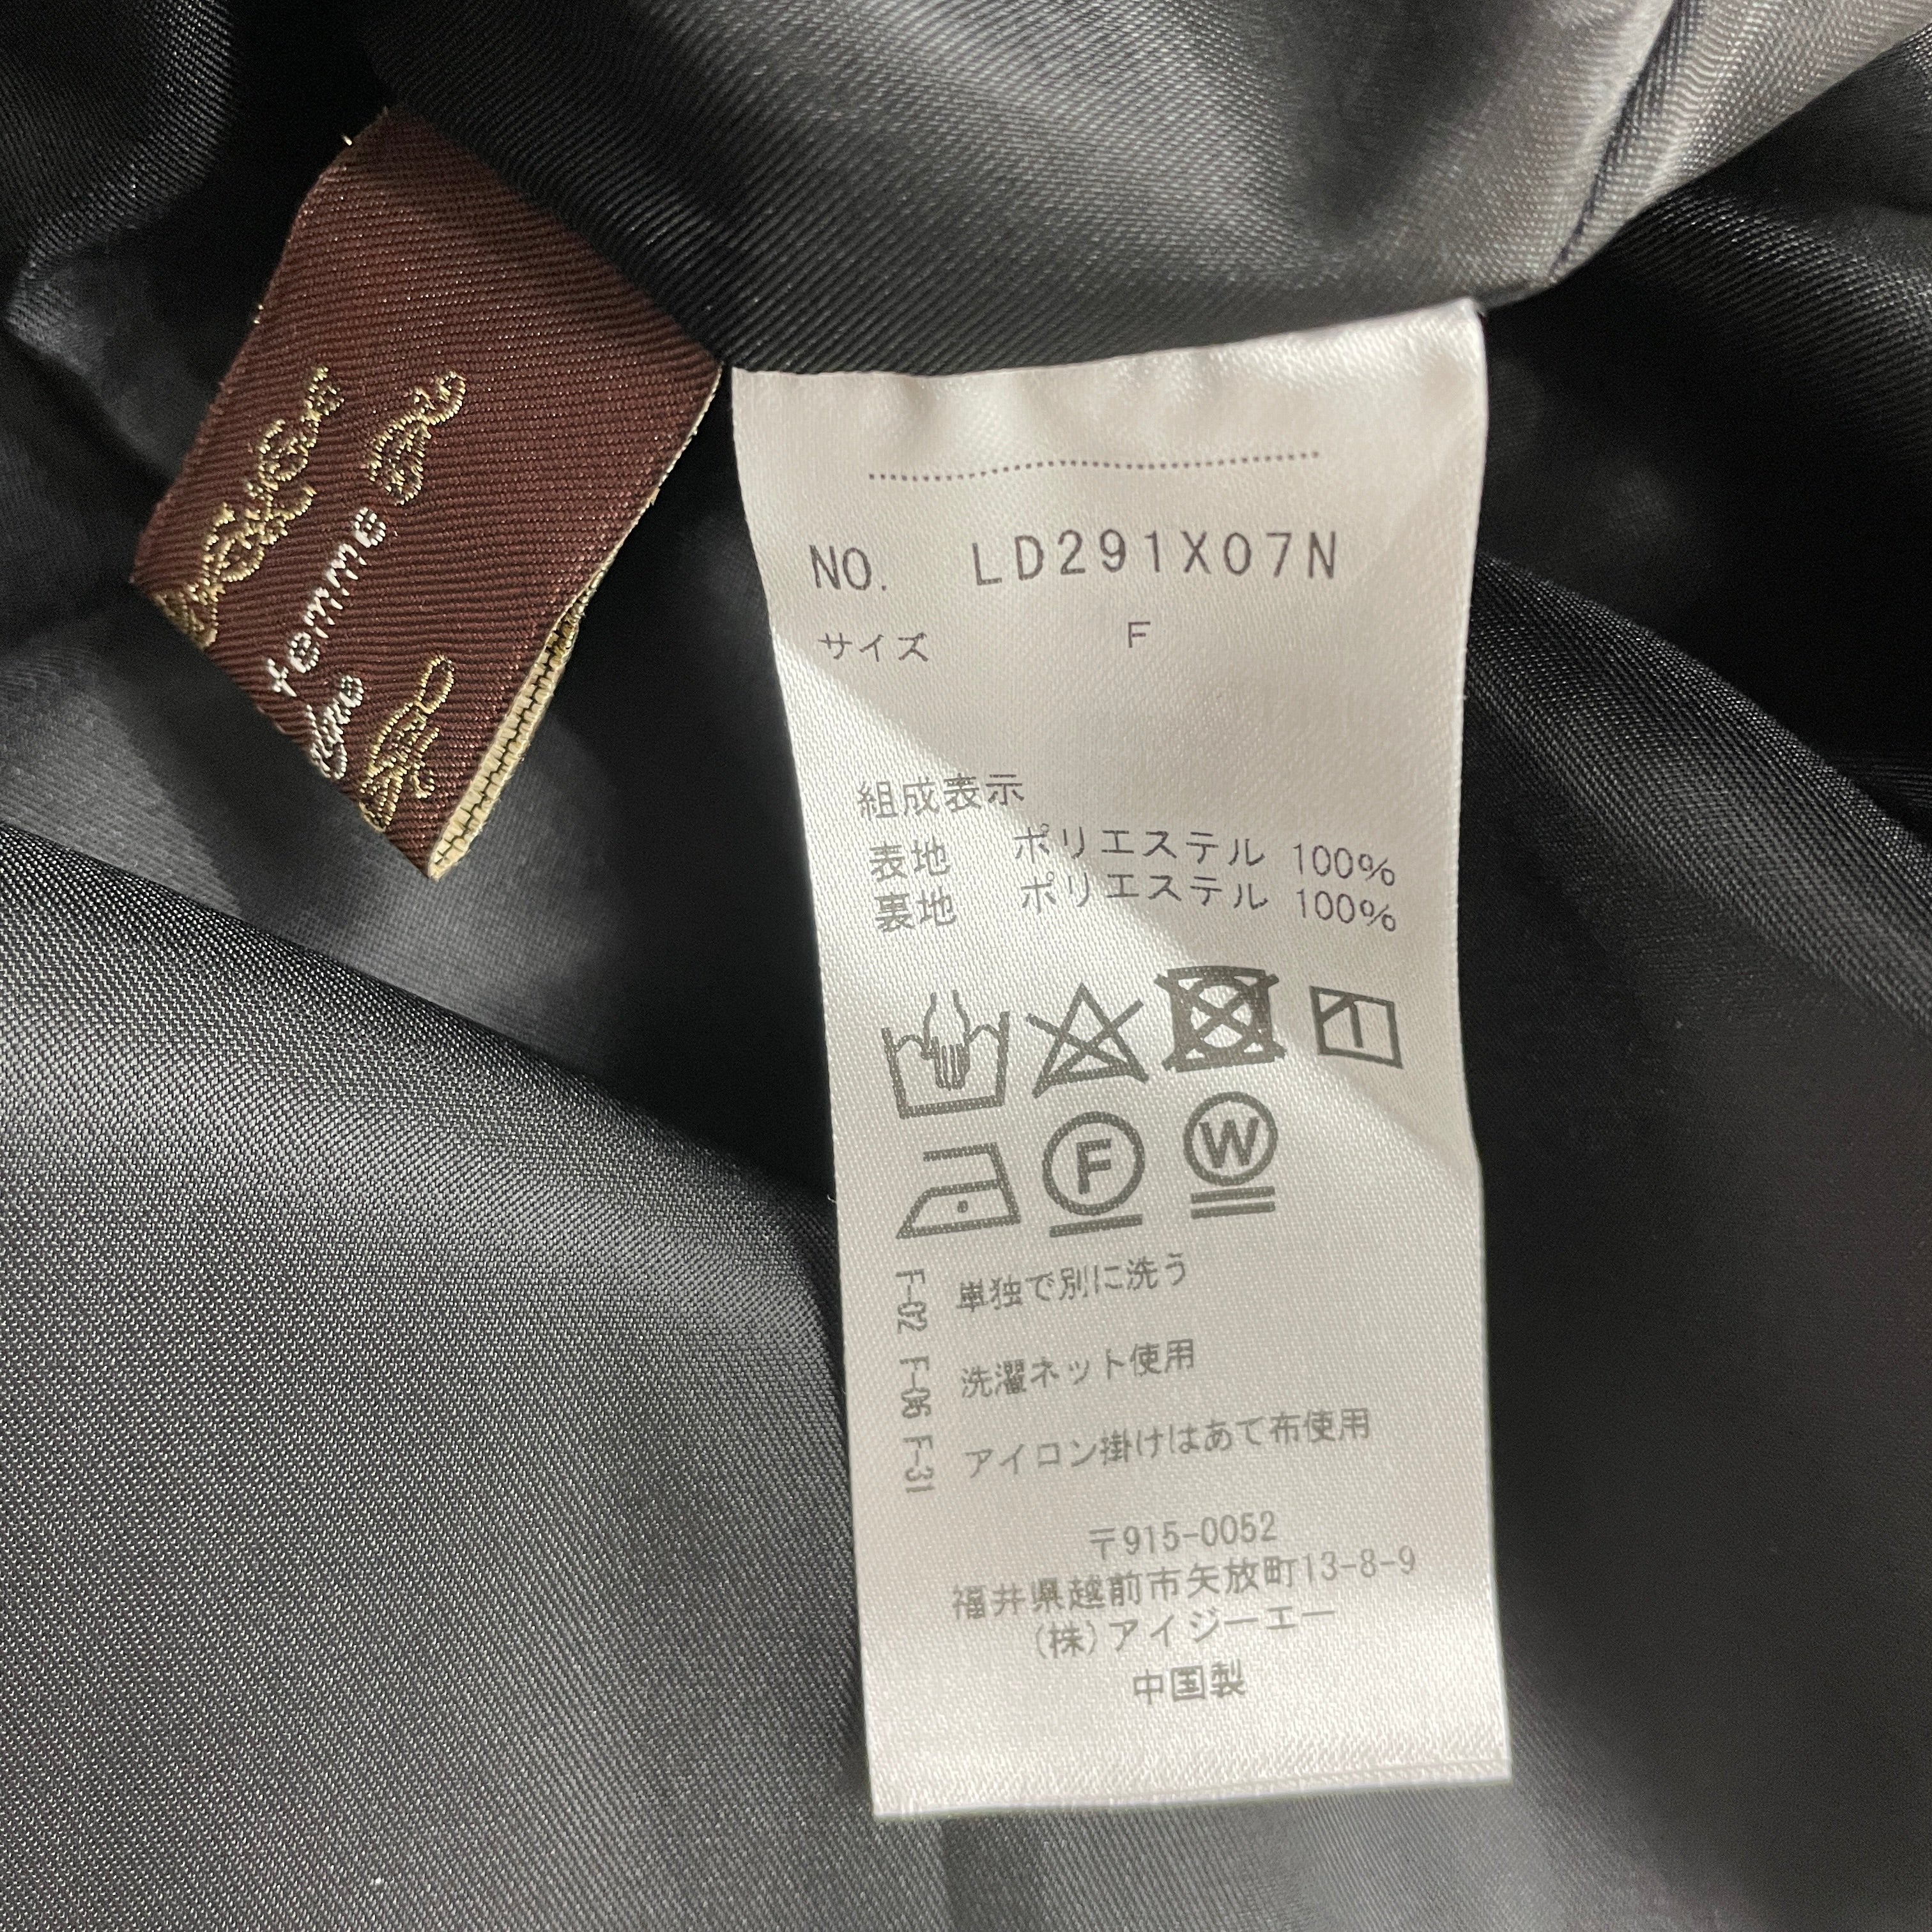 femme
NO. LD291X07N
サイズ F
組成表示
表地 ポリエステル 100%
裏地 ポリエステル 100%
F
W
F-02 単独で別に洗う
F-06 洗濯ネット使用
F-31 アイロン掛けはあて布使用
〒915-0052
福井県越前市矢放町13-8-9
(株)アイジーエー
中国製